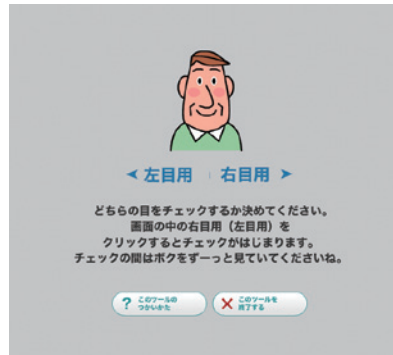 左目用 右目用
どちらの目をチェックするか決めてください。
画面の中の右目用（左目用）を
クリックするとチェックがはじまります。
チェックの間はボクをずーっと見ていてくださいね。
? このツールの
つかいかた
× このツールを
終了する